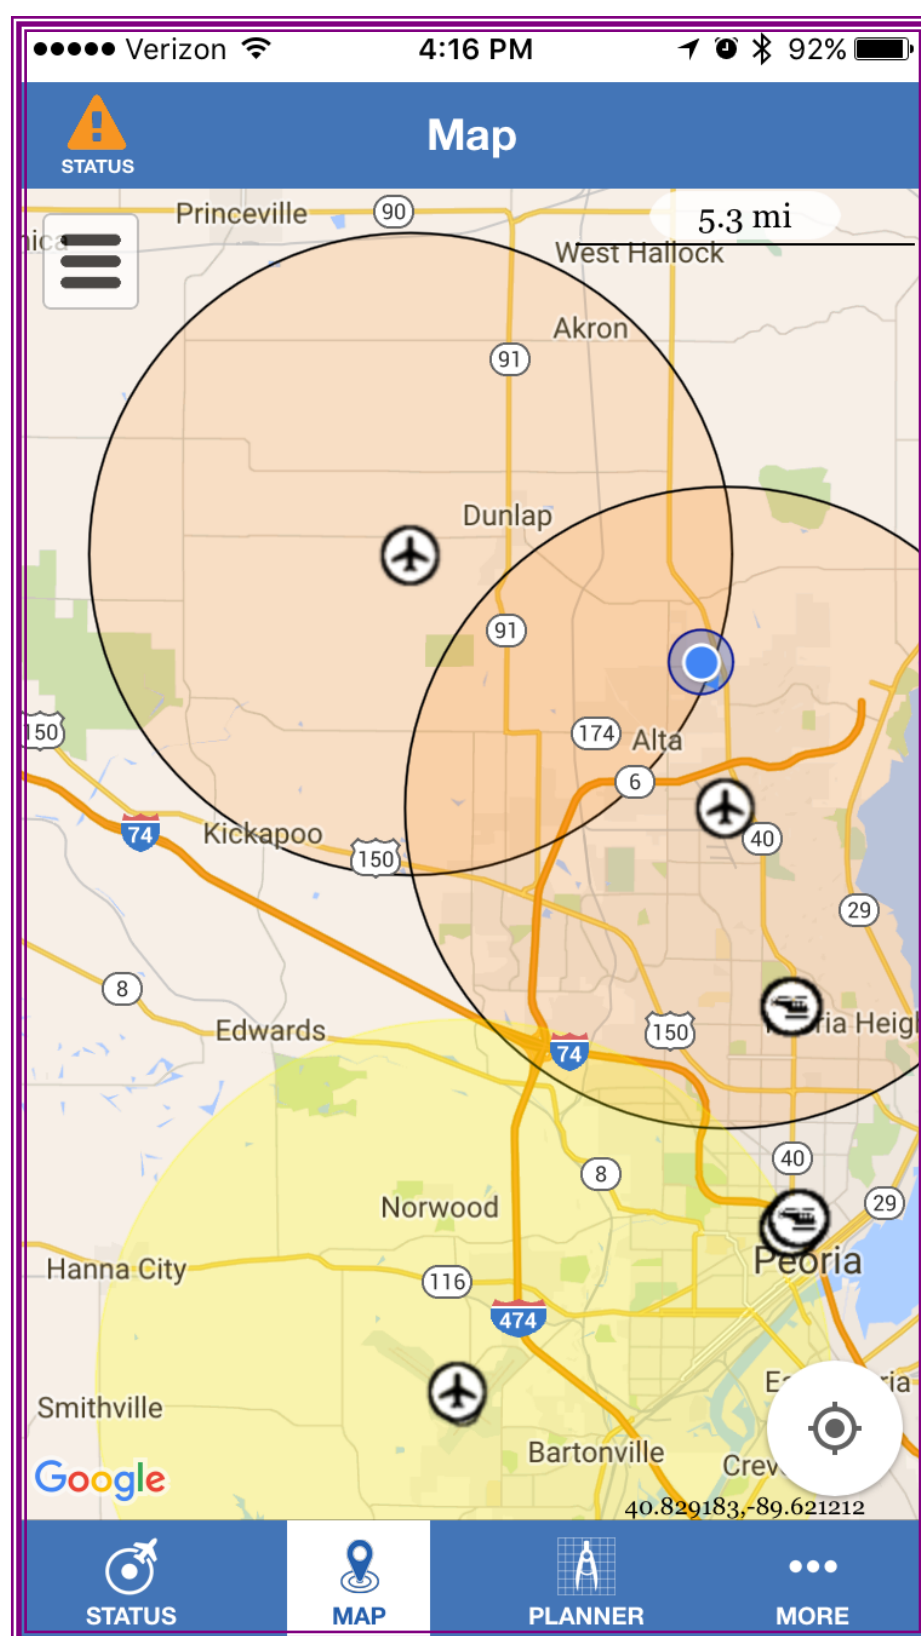 Verizon 4:16 PM 92%
STATUS Map
Princeville 90 5.3 mi
West Hallock
Akron
91
Dunlap
91
150 174 Alta
6
74 Kickapoo 150 40
29
8
Edwards 150
74
40
8
Norwood 29
Hanna City Peoria
116
474
Smithville
Bartonville
Google
40.829183,-89.621212
STATUS MAP PLANNER MORE